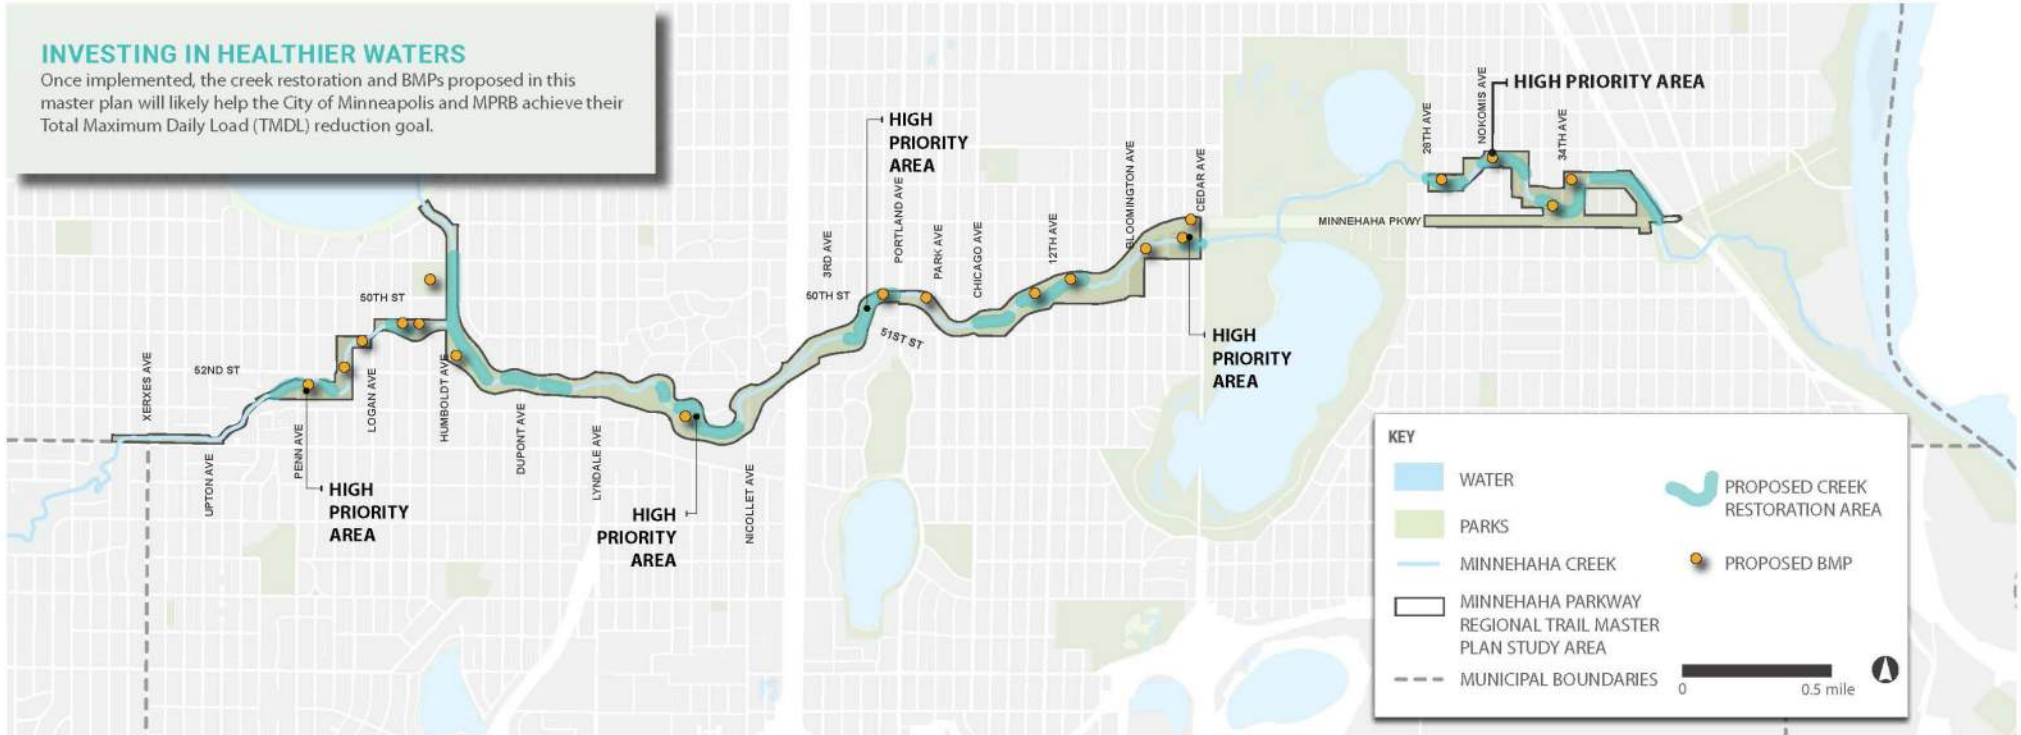 INVESTING IN HEALTHIER WATERS
Once implemented, the creek restoration and BMPs proposed in this
master plan will likely help the City of Minneapolis and MPRB achieve their
Total Maximum Daily Load (TMDL) reduction goal.
HIGH PRIORITY AREA
28TH AVE
NOKOMIS AVE
34TH AVE
HIGH
PRIORITY
AREA
PORTLAND AVE
3RD AVE
PARK AVE
CHICAGO AVE
12TH AVE
BLOOMINGTON AVE
CEDAR AVE
MINNEHAHA PKWY
50TH ST
50TH ST
51ST ST
52ND ST
XERXES AVE
UPTON AVE
PENN AVE
LOGAN AVE
HUMBOLDT AVE
DUPONT AVE
LYNDALE AVE
NICOLLET AVE
HIGH
PRIORITY
AREA
HIGH
PRIORITY
AREA
HIGH
PRIORITY
AREA
KEY
WATER
PARKS
MINNEHAHA CREEK
MINNEHAHA PARKWAY
REGIONAL TRAIL MASTER
PLAN STUDY AREA
MUNICIPAL BOUNDARIES
PROPOSED CREEK
RESTORATION AREA
PROPOSED BMP
0
0.5 mile